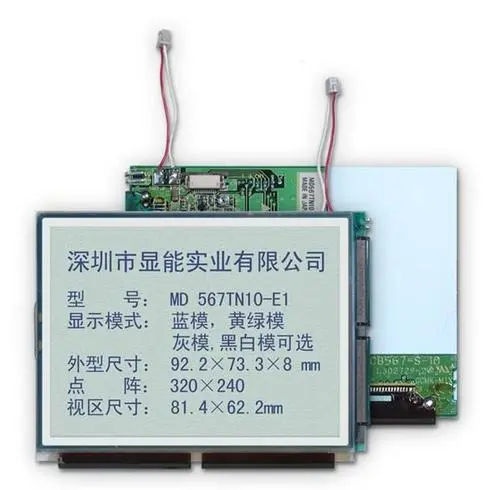 MD567TN10
MADE IN JAP
深圳市显能实业有限公司
型 号： MD 567TN10-E1
显示模式： 蓝模，黄绿模
灰模，黑白模可选
外型尺寸： 92.2×73.3×8 mm
点 阵： 320×240
视区尺寸： 81.4×62.2mm
CB567-S-10